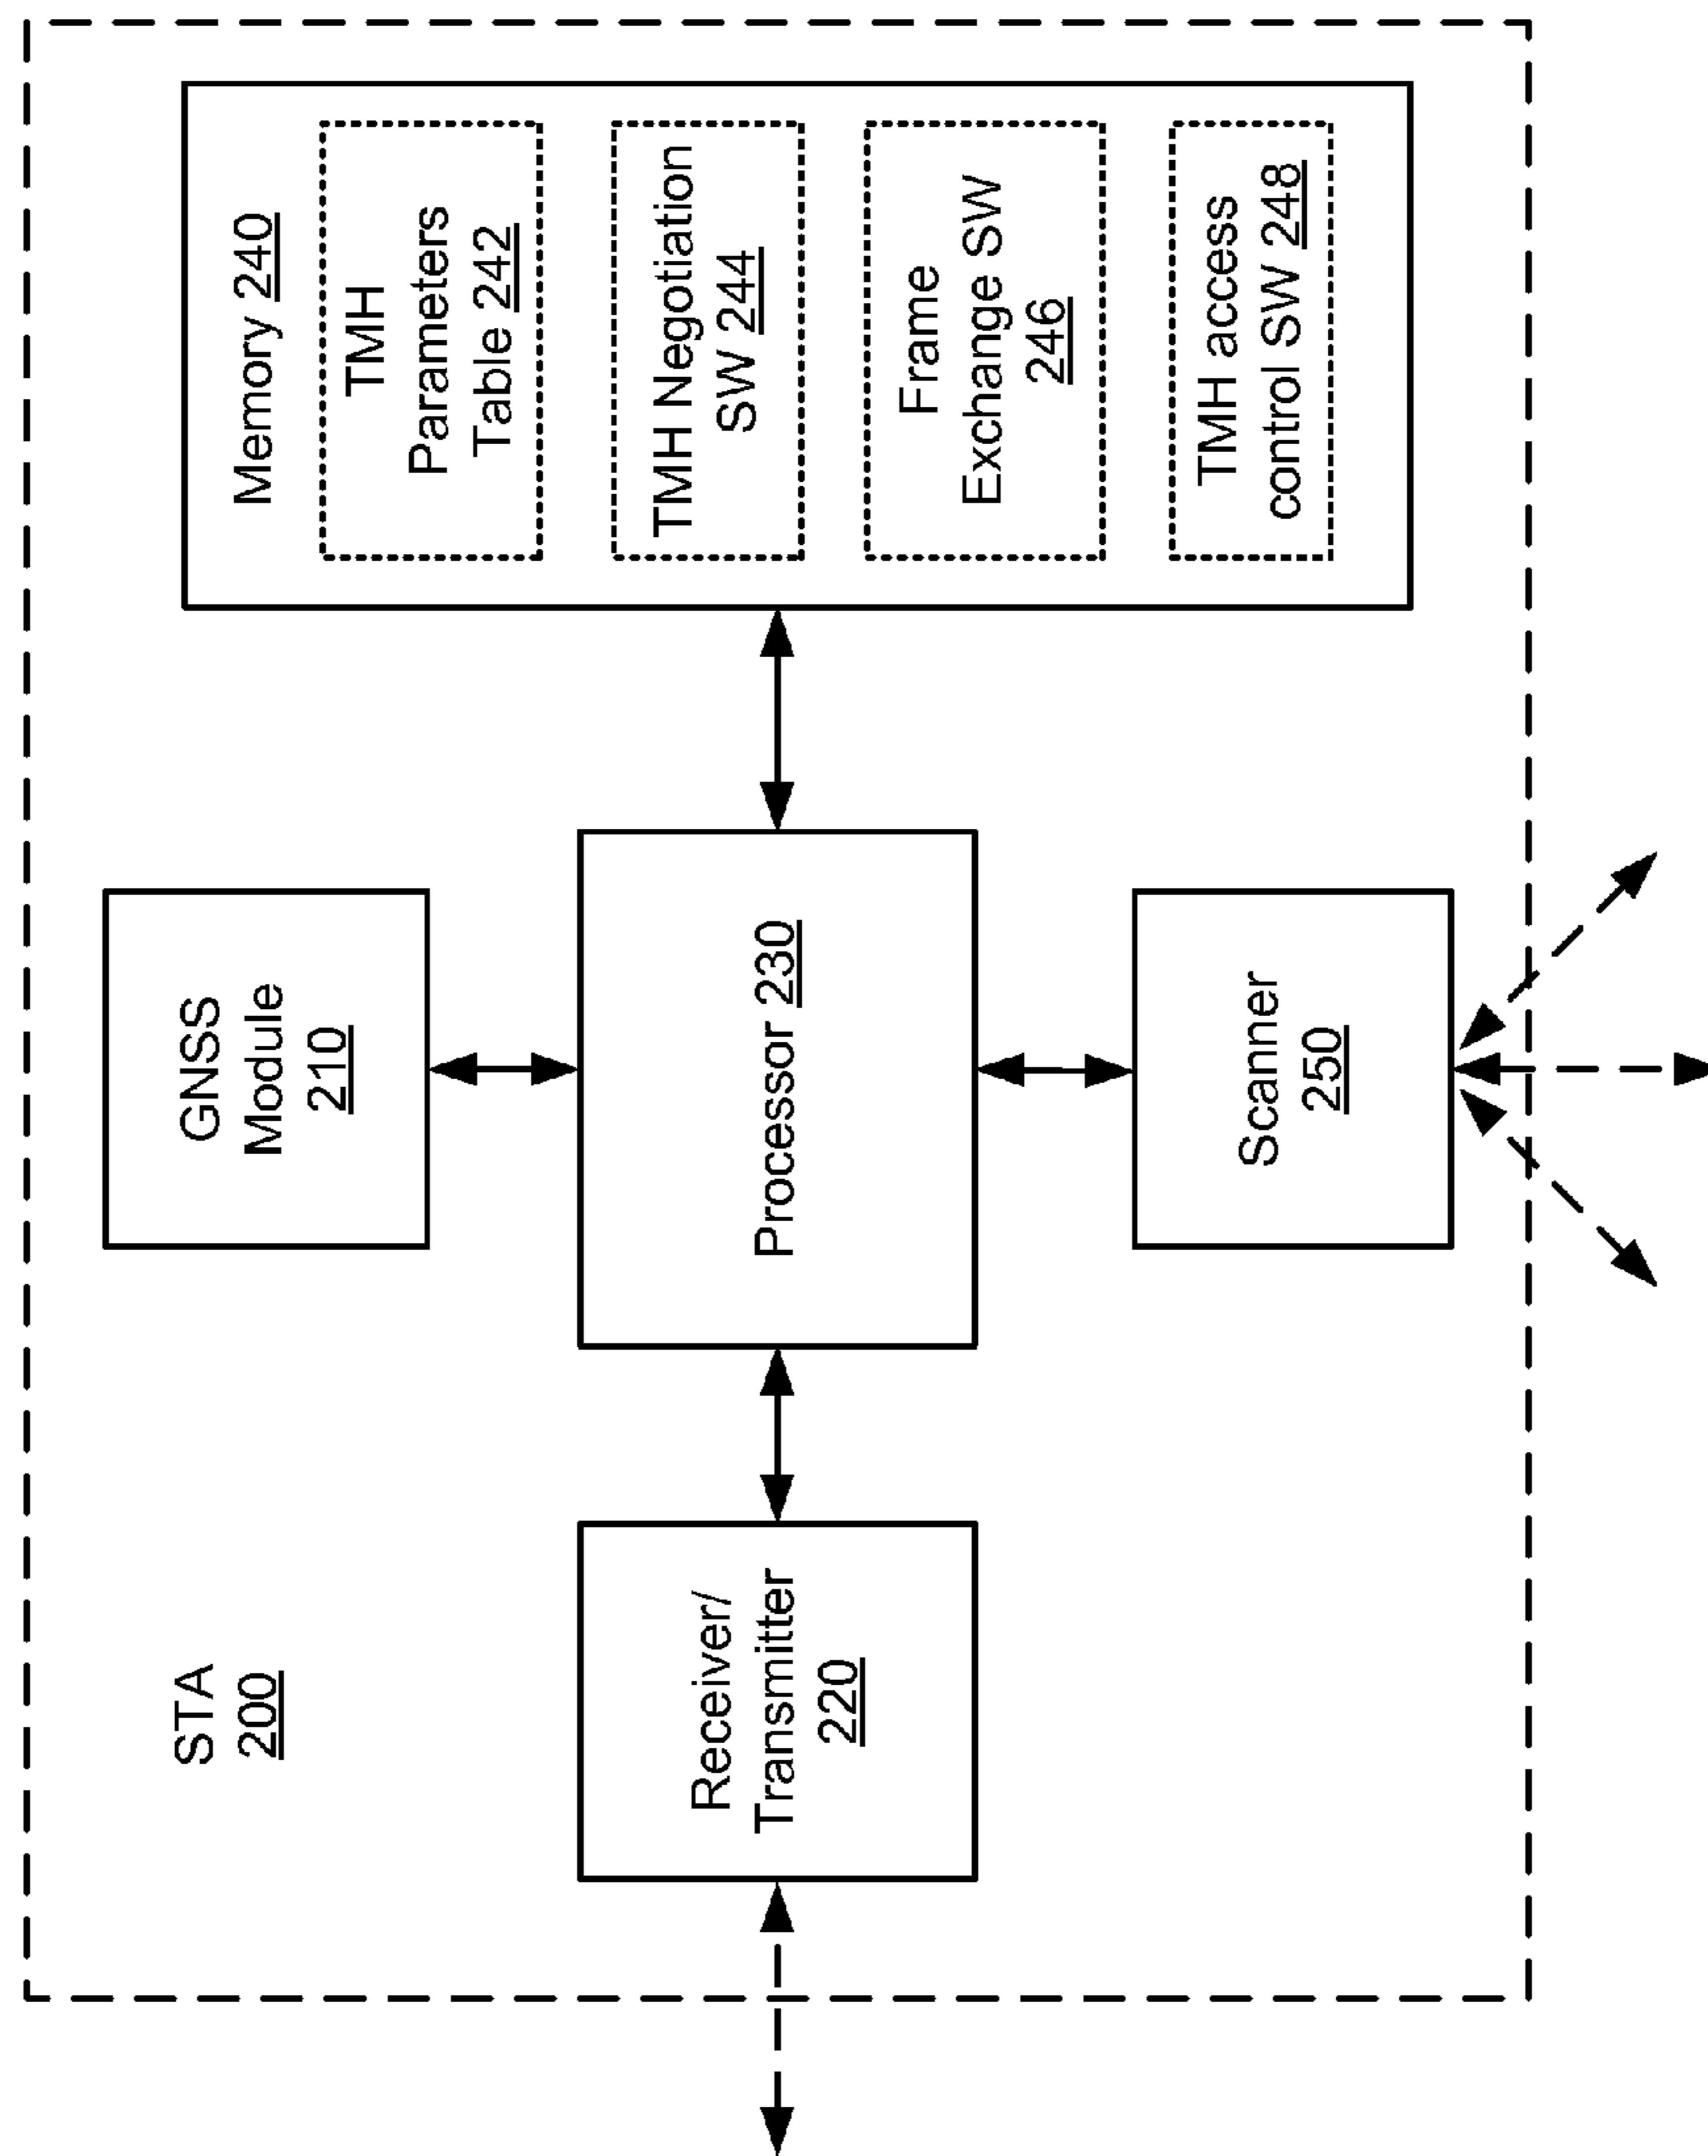 STA
200
GNSS
Module
210
Receiver/
Transmitter
220
Processor 230
Scanner
250
Memory 240
TMH
Parameters
Table 242
TMH Negotiation
SW 244
Frame
Exchange SW
246
TMH access
control SW 248